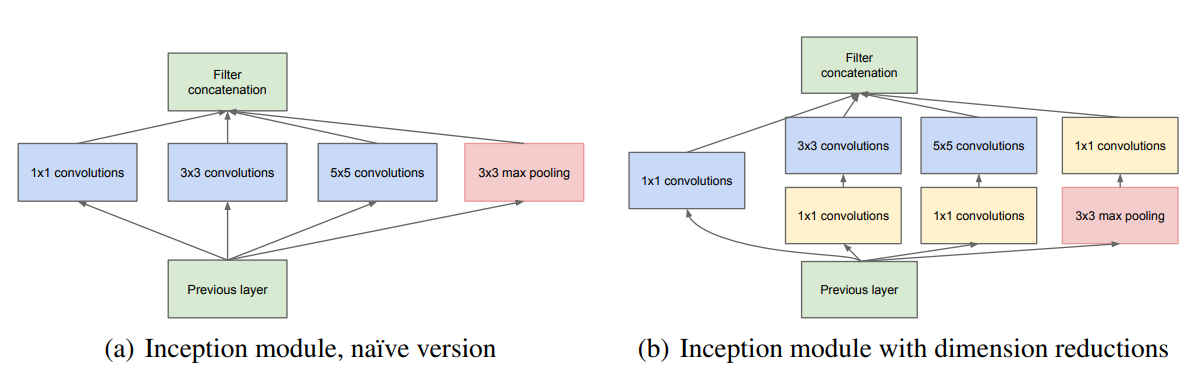 Filter
concatenation
1x1 convolutions
3x3 convolutions
5x5 convolutions
3x3 max pooling
Previous layer
(a) Inception module, naïve version
Filter
concatenation
3x3 convolutions
5x5 convolutions
1x1 convolutions
1x1 convolutions
1x1 convolutions
1x1 convolutions
3x3 max pooling
Previous layer
(b) Inception module with dimension reductions